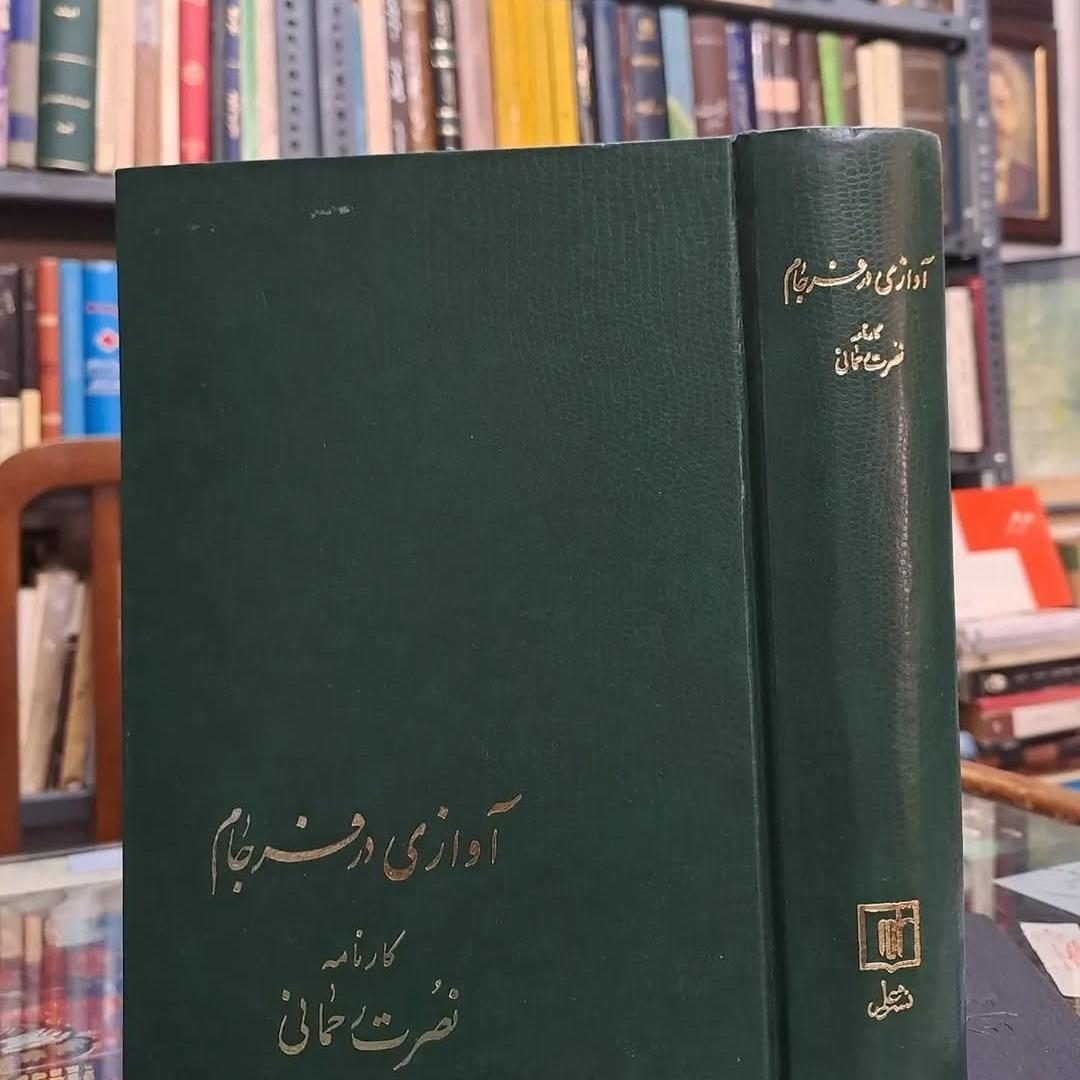 آوازی در فرجام
کارنامه
نصرت رحمانی
آوازی در فرجام
کارنامه
نصرت رحمانی
نشر علم